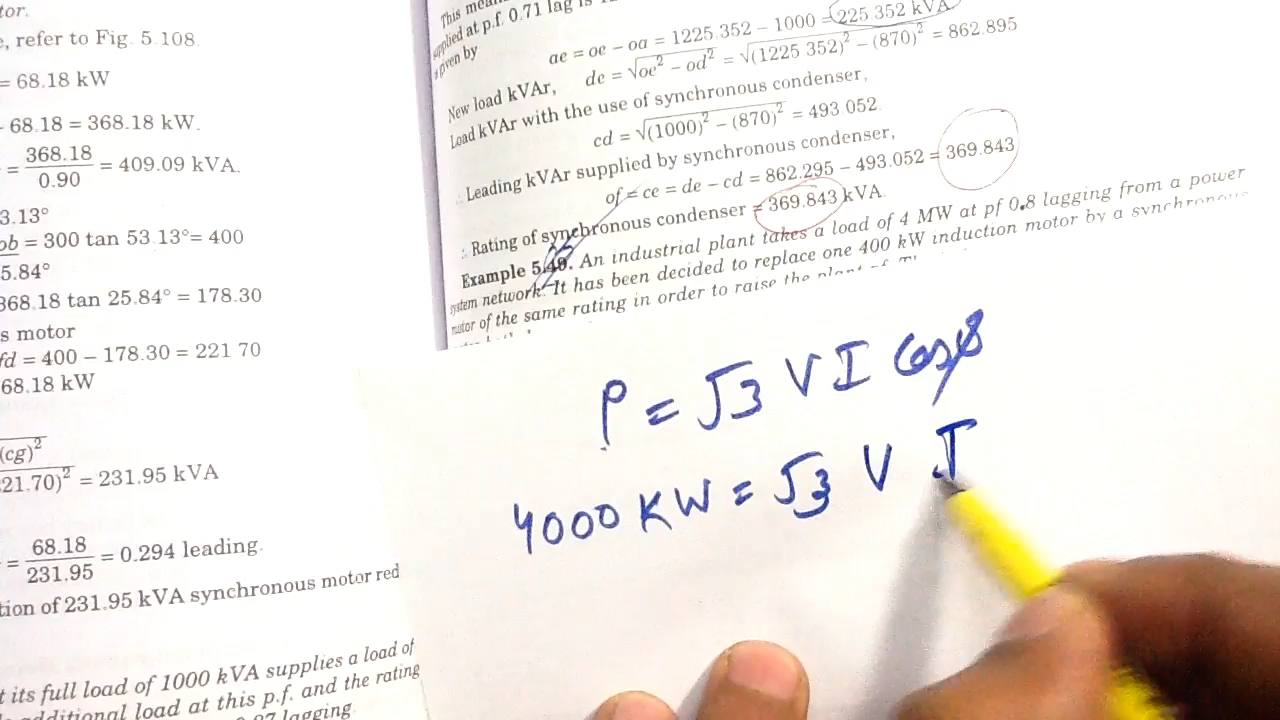 tor.
e, refer to Fig. 5.108.
= 68.18 kW
- 68.18 = 368.18 kW.
= 368.18 / 0.90 = 409.09 kVA.
3.13°
ob = 300 tan 53.13° = 400
5.84°
368.18 tan 25.84° = 178.30
s motor
fd = 400 – 178.30 = 221 70
68.18 kW
(cg)²
21.70)² = 231.95 kVA
= 68.18 / 231.95 = 0.294 leading.
tion of 231.95 kVA synchronous motor red
t its full load of 1000 kVA supplies a load of
additional load at this p.f. and the rating
0.97 lagging
This mean
supplied at p.f. 0.71 lag is
given by
ae = oe – oa = 1225.352 – 1000 = 225.352 kVA
New load kVAr, de = √oe² – od² = √(1225 352)² – (870)² = 862.895
Load kVAr with the use of synchronous condenser,
cd = √(1000)² – (870)² = 493 052
∴ Leading kVAr supplied by synchronous condenser,
of = ce = de – cd = 862.295 – 493.052 = 369.843
∴ Rating of synchronous condenser = 369.843 kVA.
Example 5.49. An industrial plant takes a load of 4 MW at pf 0.8 lagging from a power
system network. It has been decided to replace one 400 kW induction motor by a synchronous
motor of the same rating in order to raise the plant
P = √3 V I Cosø
4000 KW = √3 V I